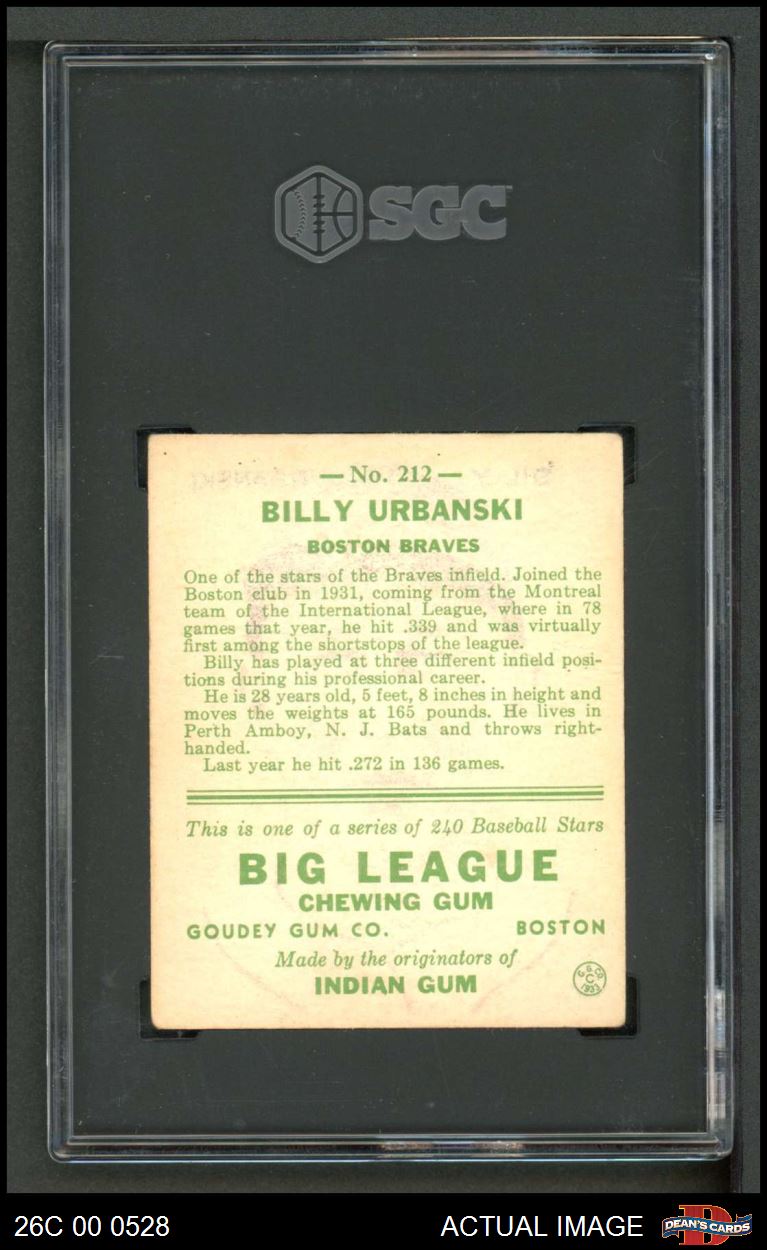 SGC
— No. 212 —
BILLY URBANSKI
BOSTON BRAVES
One of the stars of the Braves infield. Joined the
Boston club in 1931, coming from the Montreal
team of the International League, where in 78
games that year, he hit .339 and was virtually
first among the shortstops of the league.
Billy has played at three different infield posi-
tions during his professional career.
He is 28 years old, 5 feet, 8 inches in height and
moves the weights at 165 pounds. He lives in
Perth Amboy, N. J. Bats and throws right-
handed.
Last year he hit .272 in 136 games.
This is one of a series of 240 Baseball Stars
BIG LEAGUE
CHEWING GUM
GOUDEY GUM CO. BOSTON
Made by the originators of
INDIAN GUM
G. G. CO.
C
1933
26C 00 0528
ACTUAL IMAGE
DEAN'S CARDS